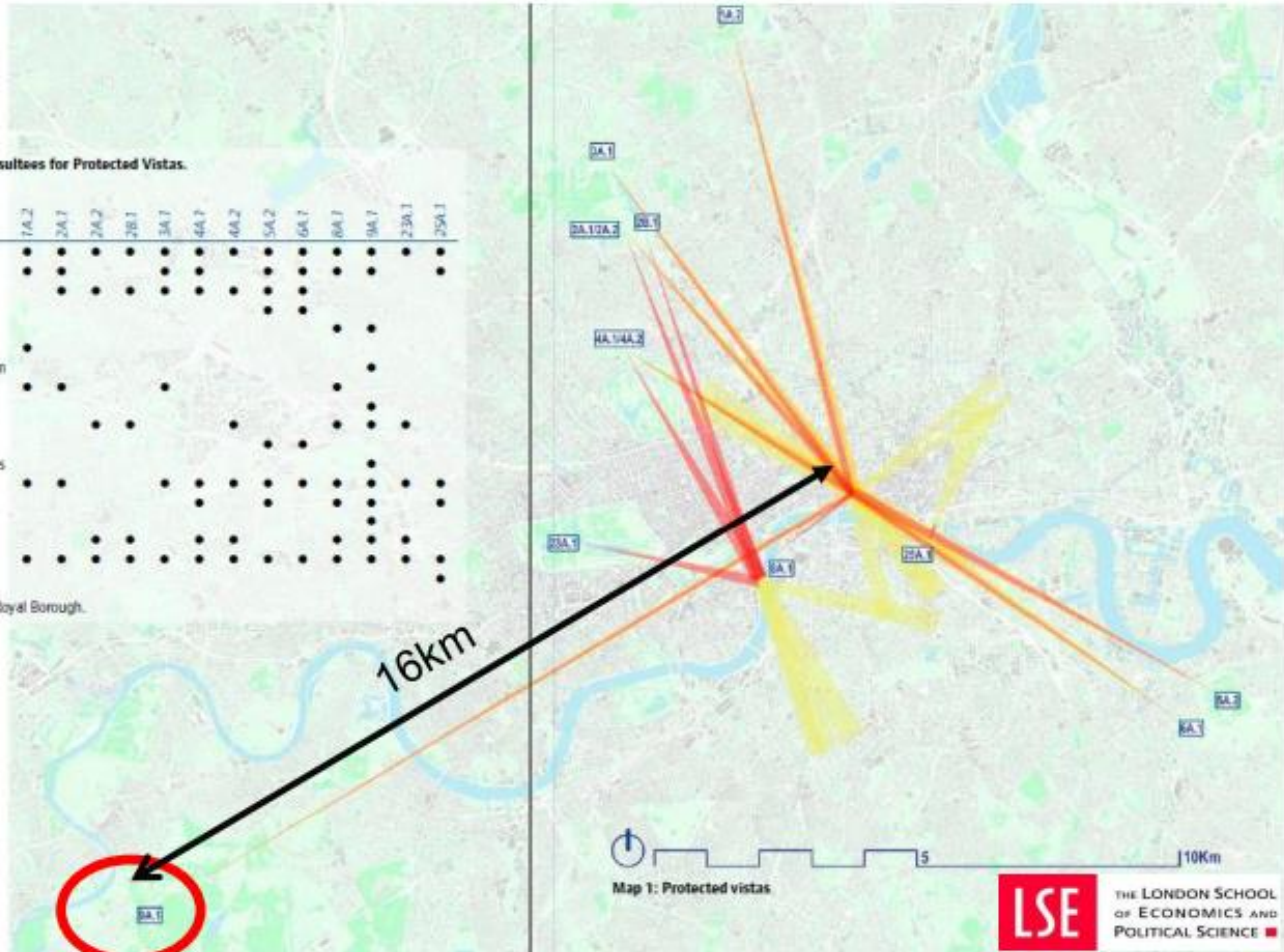 1A.2
sultees for Protected Vistas.
3A.1
1A.2 2A.1 2A.2 2B.1 3A.1 4A.1 4A.2 5A.2 6A.1 8A.1 9A.1 23A.1 25A.1
2A.1/2A.2
2B.1
4A.1/4A.2
n
s
23A.1
25A.1
8A.1
oyal Borough.
16km
5A.2
6A.1
9A.1
5
10Km
Map 1: Protected vistas
LSE
THE LONDON SCHOOL
OF ECONOMICS AND
POLITICAL SCIENCE